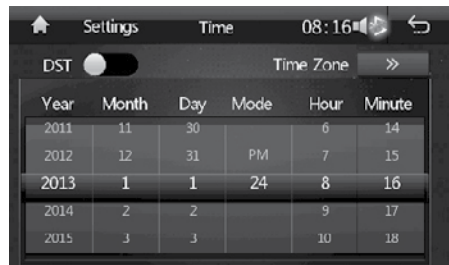 Settings Time 08:16
DST Time Zone »
Year Month Day Mode Hour Minute
2011 11 30 6 14
2012 12 31 PM 7 15
2013 1 1 24 8 16
2014 2 2 9 17
2015 3 3 10 18